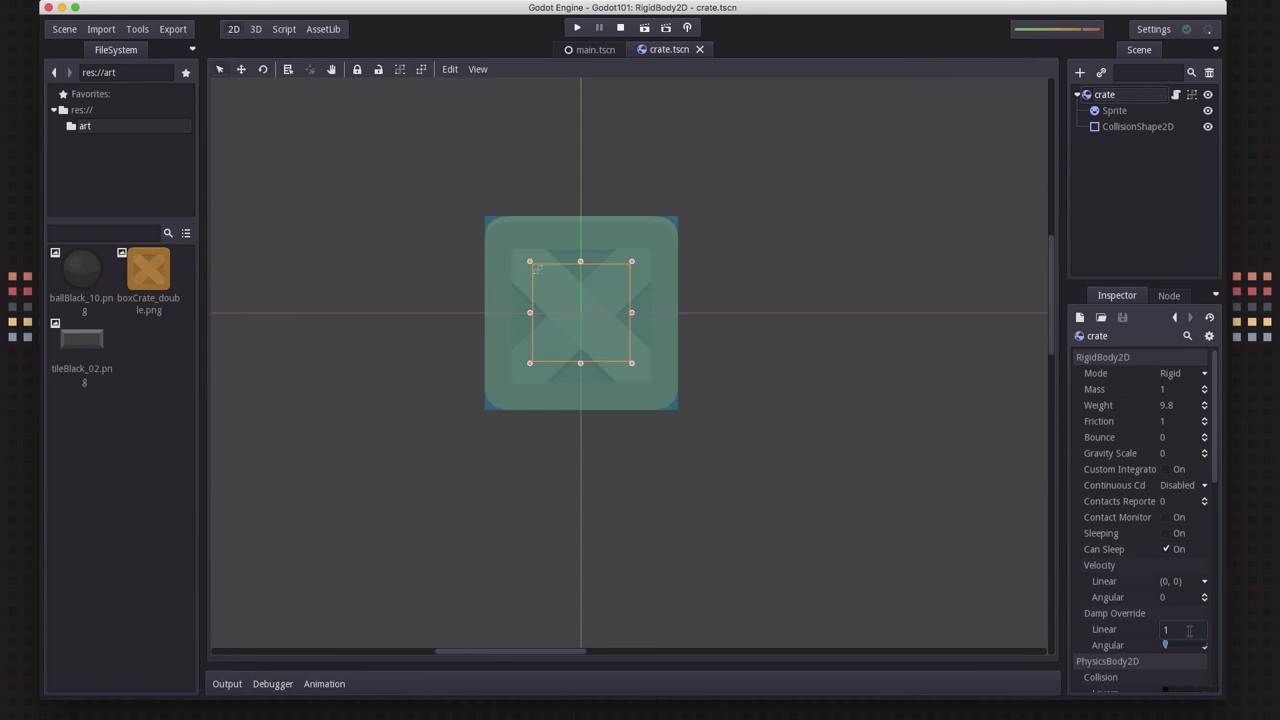 Godot Engine - Godot101: RigidBody2D - crate.tscn
Scene Import Tools Export
2D 3D Script AssetLib
Settings
FileSystem
main.tscn
crate.tscn
Scene
res://art
Edit View
Favorites:
res://
art
crate
Sprite
CollisionShape2D
ballBlack_10.pn
g
boxCrate_dou
ble.png
tileBlack_02.pn
g
Inspector Node
crate
RigidBody2D
Mode Rigid
Mass 1
Weight 9.8
Friction 1
Bounce 0
Gravity Scale 0
Custom Integrato On
Continuous Cd Disabled
Contacts Reporte 0
Contact Monitor On
Sleeping On
Can Sleep On
Velocity
Linear (0, 0)
Angular 0
Damp Override
Linear 1
Angular
PhysicsBody2D
Collision
Output Debugger Animation